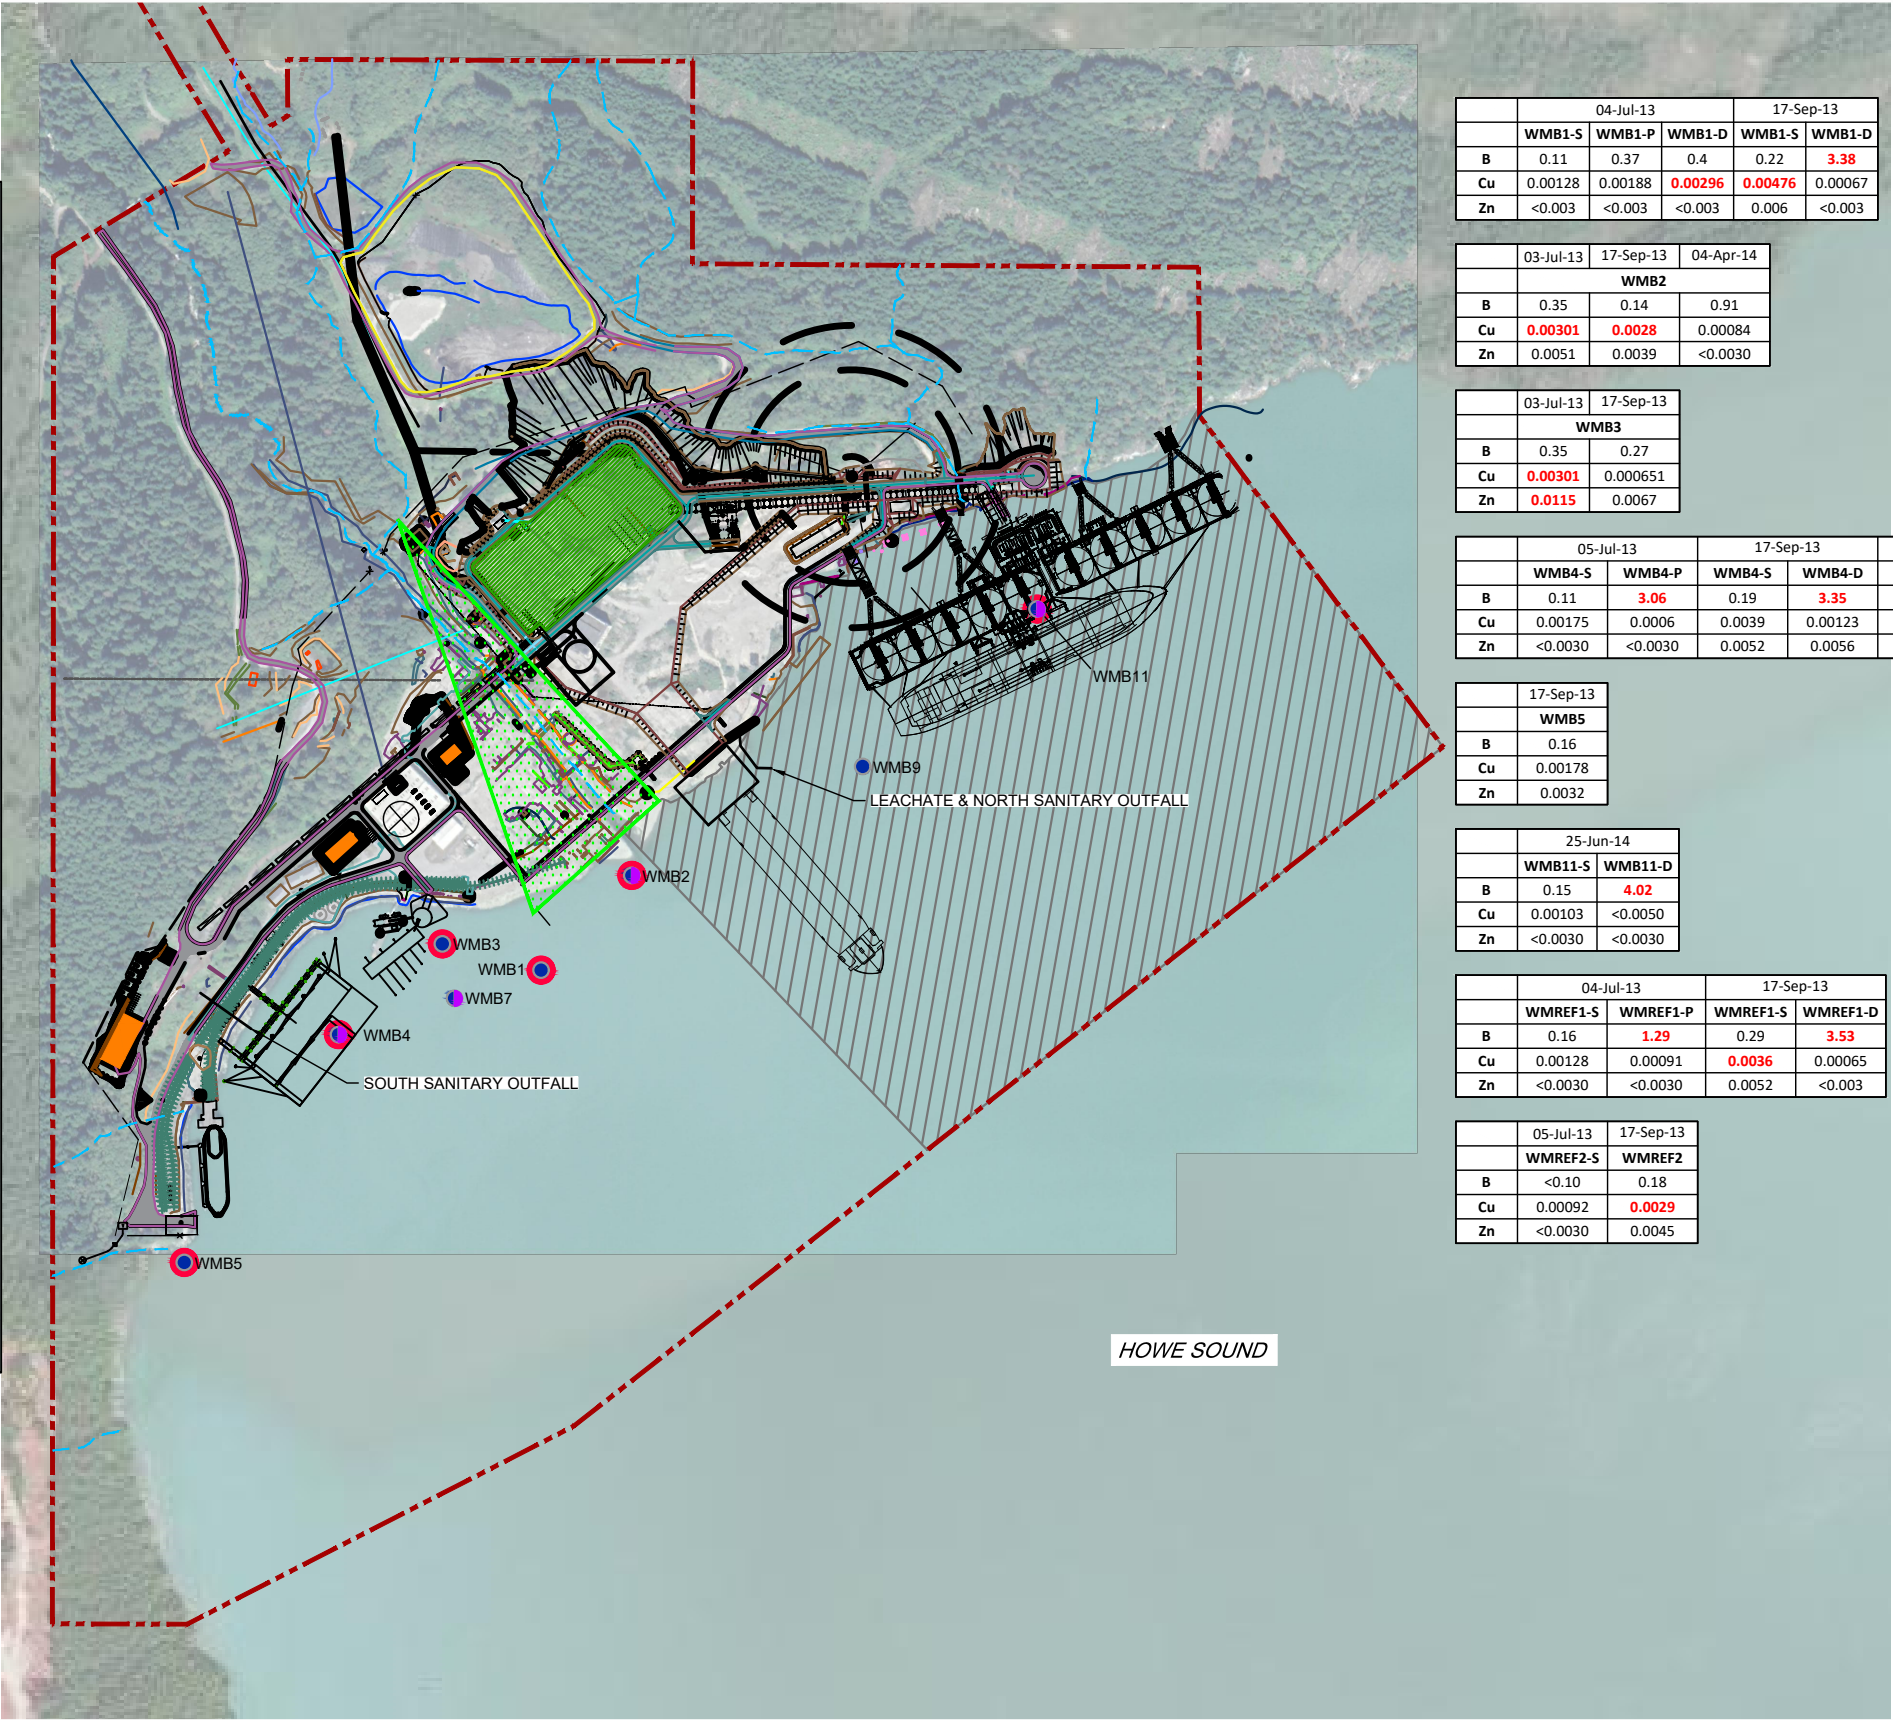 04-Jul-13 17-Sep-13
WMB1-S WMB1-P WMB1-D WMB1-S WMB1-D
B 0.11 0.37 0.4 0.22 3.38
Cu 0.00128 0.00188 0.00296 0.00476 0.00067
Zn <0.003 <0.003 <0.003 0.006 <0.003
03-Jul-13 17-Sep-13 04-Apr-14
WMB2
B 0.35 0.14 0.91
Cu 0.00301 0.0028 0.00084
Zn 0.0051 0.0039 <0.0030
03-Jul-13 17-Sep-13
WMB3
B 0.35 0.27
Cu 0.00301 0.000651
Zn 0.0115 0.0067
05-Jul-13 17-Sep-13
WMB4-S WMB4-P WMB4-S WMB4-D
B 0.11 3.06 0.19 3.35
Cu 0.00175 0.0006 0.0039 0.00123
Zn <0.0030 <0.0030 0.0052 0.0056
17-Sep-13
WMB5
B 0.16
Cu 0.00178
Zn 0.0032
25-Jun-14
WMB11-S WMB11-D
B 0.15 4.02
Cu 0.00103 <0.0050
Zn <0.0030 <0.0030
04-Jul-13 17-Sep-13
WMREF1-S WMREF1-P WMREF1-S WMREF1-D
B 0.16 1.29 0.29 3.53
Cu 0.00128 0.00091 0.0036 0.00065
Zn <0.0030 <0.0030 0.0052 <0.003
05-Jul-13 17-Sep-13
WMREF2-S WMREF2
B <0.10 0.18
Cu 0.00092 0.0029
Zn <0.0030 0.0045
WMB11
WMB9
LEACHATE & NORTH SANITARY OUTFALL
WMB2
WMB3
WMB1
WMB7
WMB4
SOUTH SANITARY OUTFALL
WMB5
HOWE SOUND